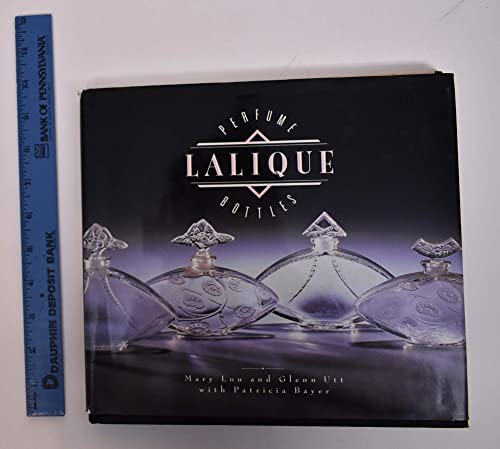 PERFUME
LALIQUE
BOTTLES
Mary Lou and Glenn Utt
with Patricia Bayer
BANK OF PENNSYLVANIA
DAUPHIN DEPOSIT BANK